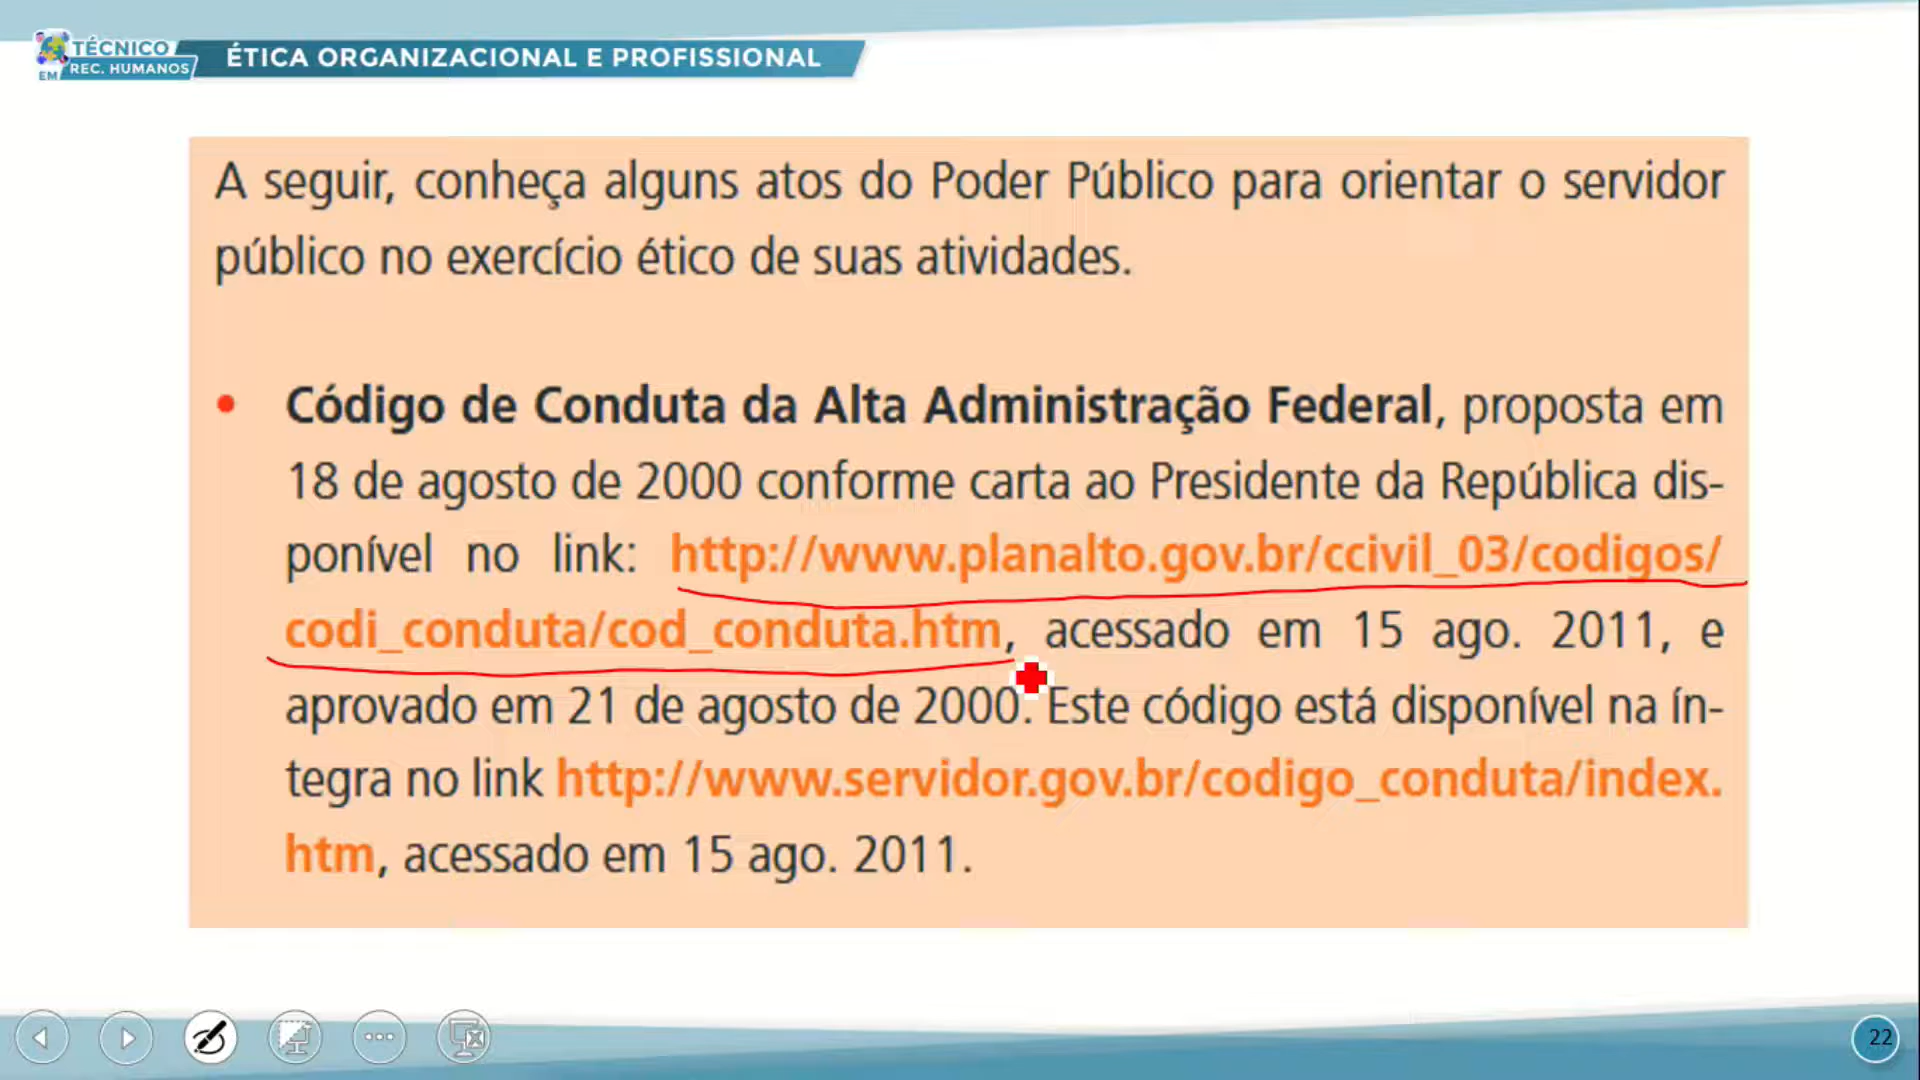 TÉCNICO
EM REC. HUMANOS
ÉTICA ORGANIZACIONAL E PROFISSIONAL
A seguir, conheça alguns atos do Poder Público para orientar o servidor
público no exercício ético de suas atividades.
• Código de Conduta da Alta Administração Federal, proposta em
18 de agosto de 2000 conforme carta ao Presidente da República dis-
ponível no link: http://www.planalto.gov.br/ccivil_03/codigos/
codi_conduta/cod_conduta.htm, acessado em 15 ago. 2011, e
aprovado em 21 de agosto de 2000. Este código está disponível na ín-
tegra no link http://www.servidor.gov.br/codigo_conduta/index.
htm, acessado em 15 ago. 2011.
22